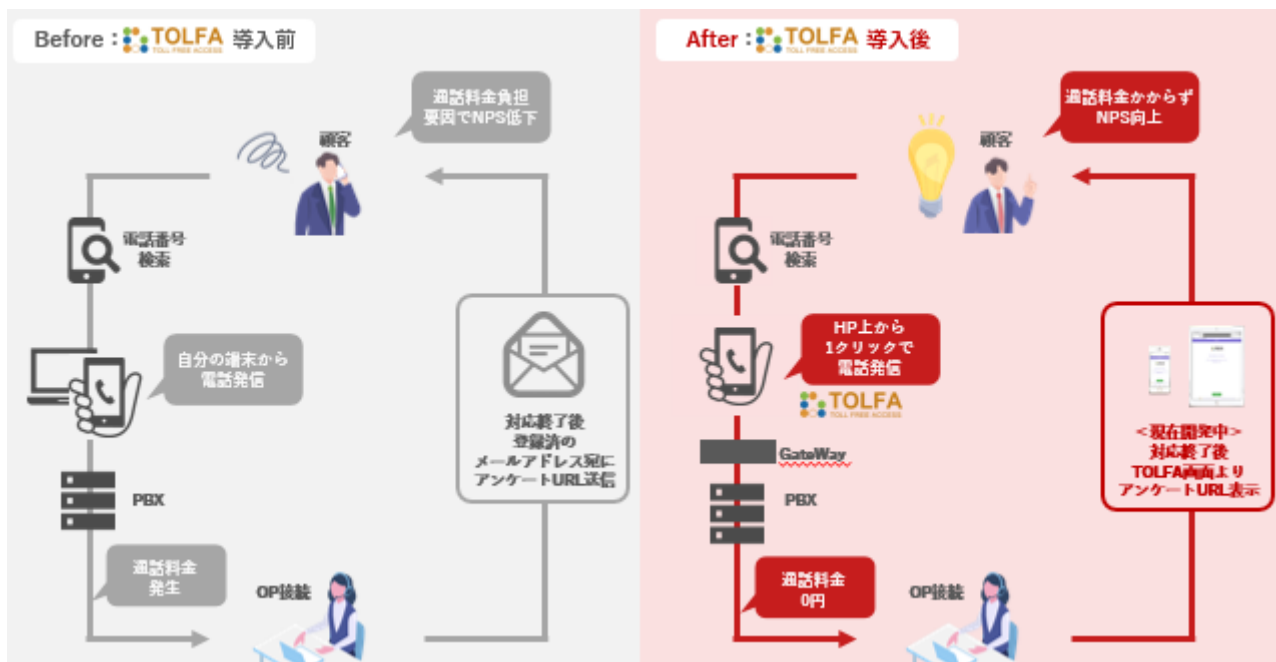 Before：TOLFA 導入前
TOLL FREE ACCESS
通話料金負担
要因でNPS低下
顧客
電話番号
検索
自分の端末から
電話発信
対応終了後
登録済の
メールアドレス宛に
アンケートURL送信
PBX
通話料金
発生
OP接続
After：TOLFA 導入後
TOLL FREE ACCESS
通話料金かからず
NPS向上
顧客
電話番号
検索
HP上から
1クリックで
電話発信
TOLFA
TOLL FREE ACCESS
GateWay
＜現在開発中＞
対応終了後
TOLFA画面より
アンケートURL表示
PBX
通話料金
0円
OP接続